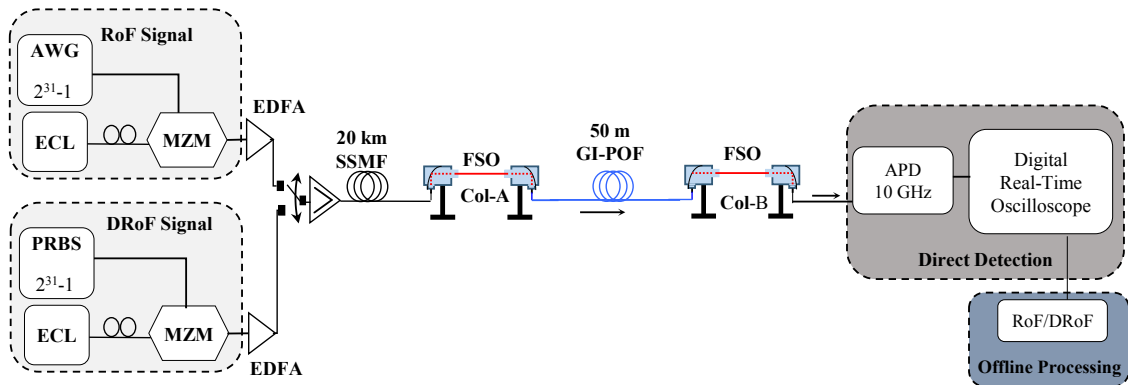 RoF Signal
AWG
2³¹-1
ECL
MZM
EDFA
DRoF Signal
PRBS
2³¹-1
ECL
MZM
EDFA
20 km
SSMF
FSO
Col-A
50 m
GI-POF
FSO
Col-B
APD
10 GHz
Digital
Real-Time
Oscilloscope
Direct Detection
RoF/DRoF
Offline Processing